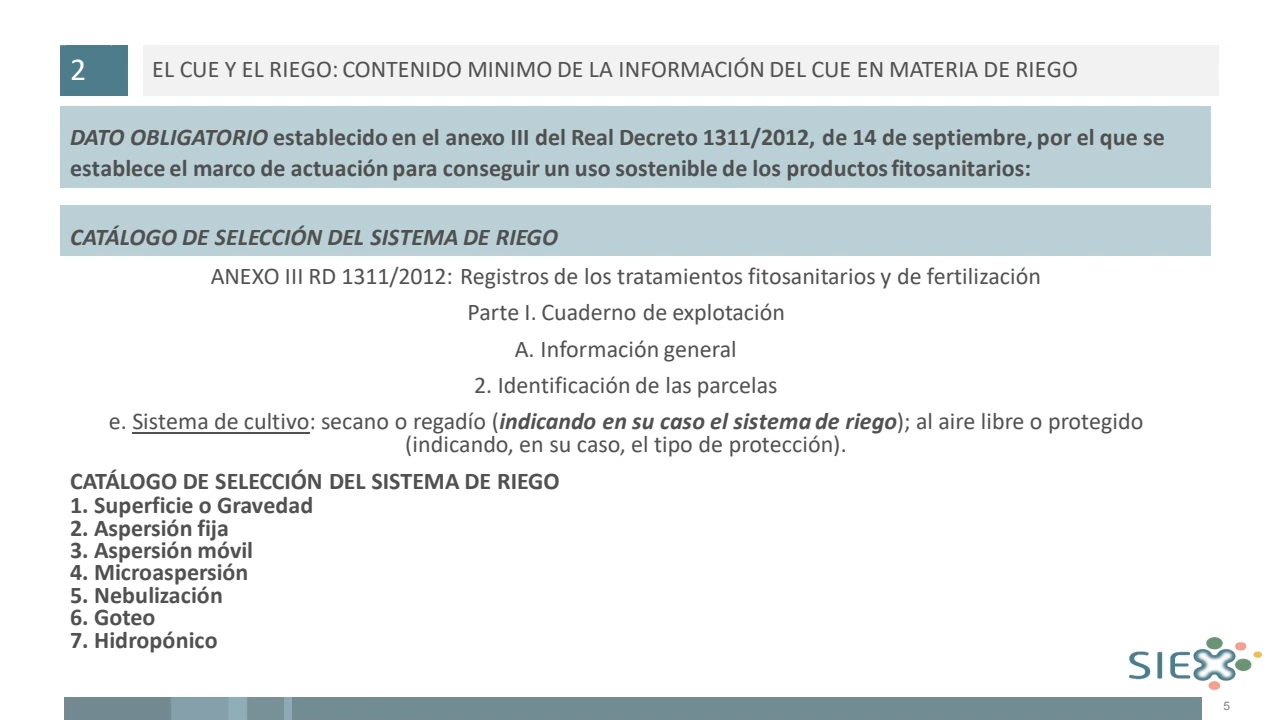 2
EL CUE Y EL RIEGO: CONTENIDO MINIMO DE LA INFORMACIÓN DEL CUE EN MATERIA DE RIEGO
DATO OBLIGATORIO establecido en el anexo III del Real Decreto 1311/2012, de 14 de septiembre, por el que se
establece el marco de actuación para conseguir un uso sostenible de los productos fitosanitarios:
CATÁLOGO DE SELECCIÓN DEL SISTEMA DE RIEGO
ANEXO III RD 1311/2012: Registros de los tratamientos fitosanitarios y de fertilización
Parte I. Cuaderno de explotación
A. Información general
2. Identificación de las parcelas
e. Sistema de cultivo: secano o regadío (indicando en su caso el sistema de riego); al aire libre o protegido
(indicando, en su caso, el tipo de protección).
CATÁLOGO DE SELECCIÓN DEL SISTEMA DE RIEGO
1. Superficie o Gravedad
2. Aspersión fija
3. Aspersión móvil
4. Microaspersión
5. Nebulización
6. Goteo
7. Hidropónico
SIEX
5